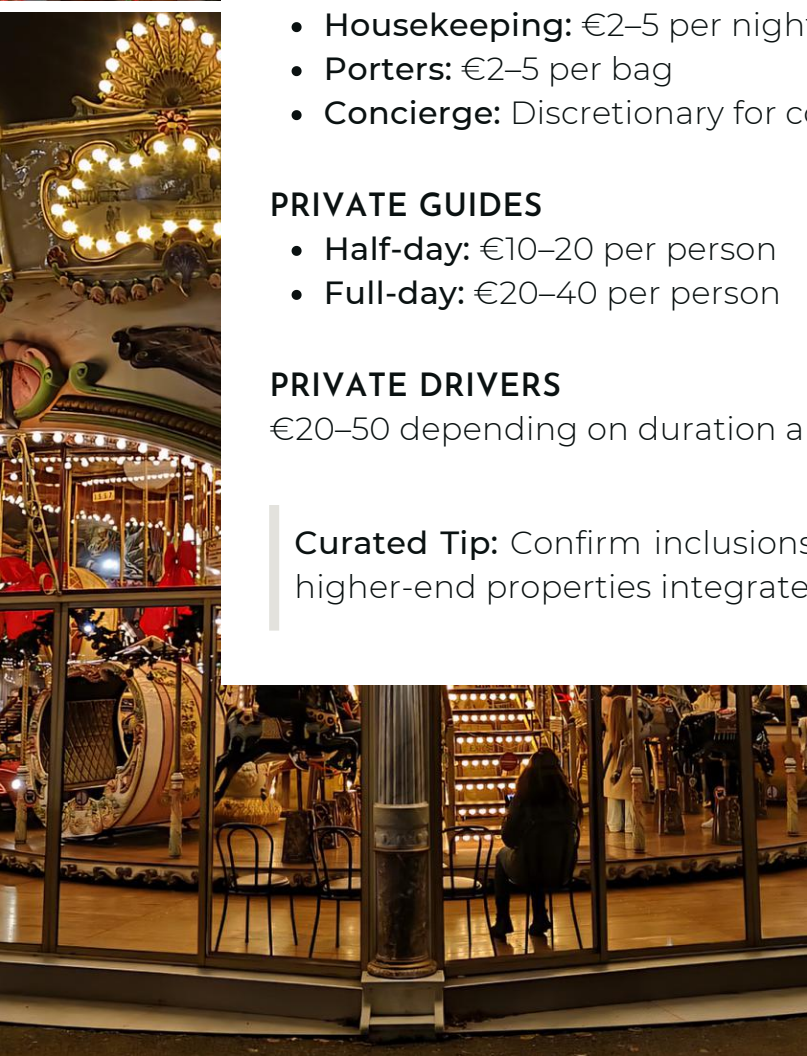 • Housekeeping: €2–5 per nigh
• Porters: €2–5 per bag
• Concierge: Discretionary for c
PRIVATE GUIDES
• Half-day: €10–20 per person
• Full-day: €20–40 per person
PRIVATE DRIVERS
€20–50 depending on duration a
Curated Tip: Confirm inclusions
higher-end properties integrate